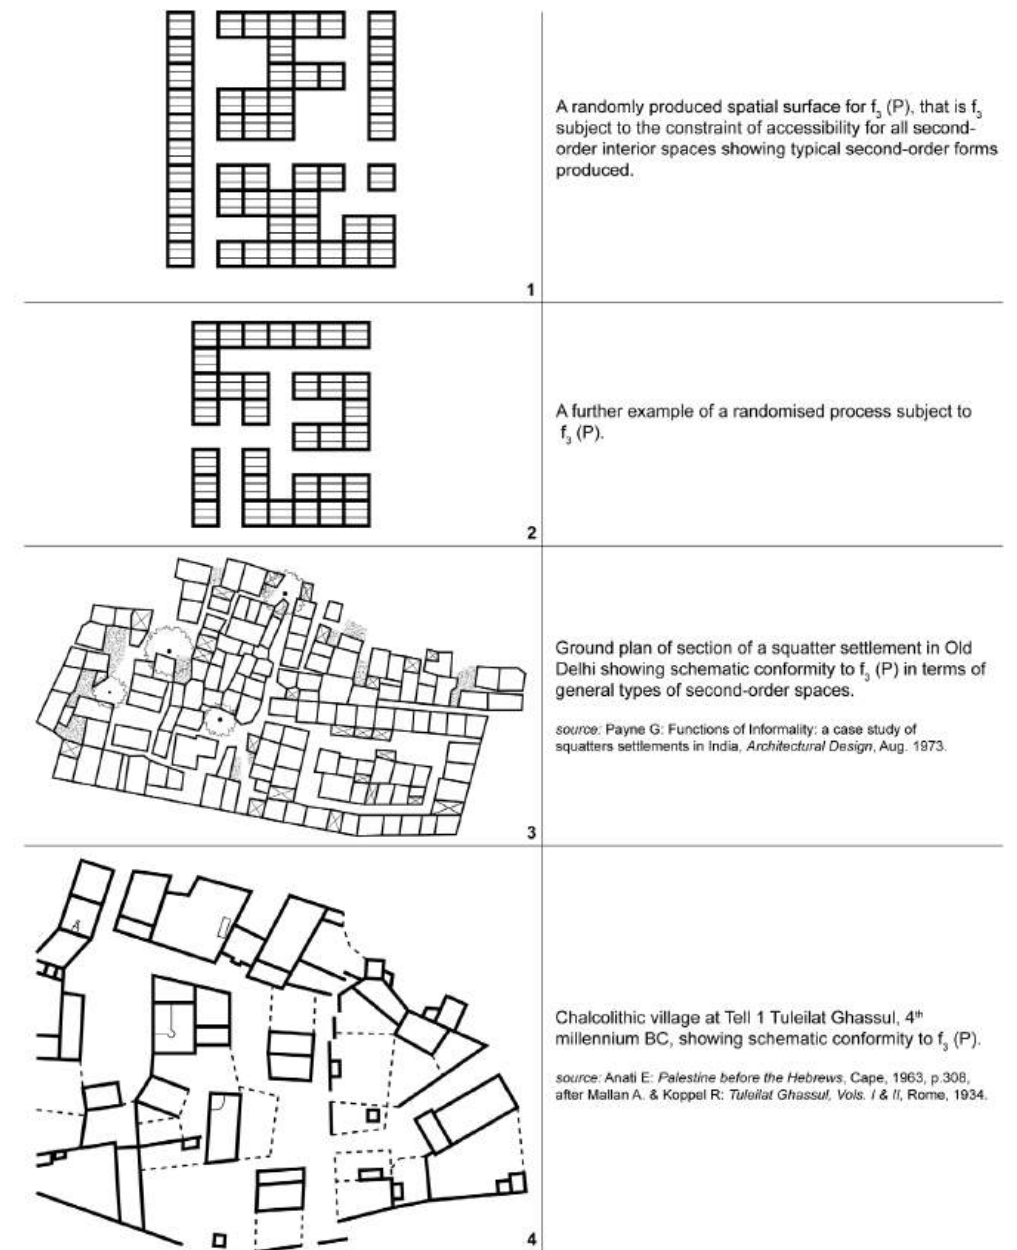 A randomly produced spatial surface for f₃ (P), that is f₃
subject to the constraint of accessibility for all second-
order interior spaces showing typical second-order forms
produced.
1
A further example of a randomised process subject to
f₃ (P).
2
Ground plan of section of a squatter settlement in Old
Delhi showing schematic conformity to f₃ (P) in terms of
general types of second-order spaces.
source: Payne G: Functions of Informality: a case study of
squatters settlements in India, Architectural Design, Aug. 1973.
3
Chalcolithic village at Tell 1 Tuleilat Ghassul, 4th
millennium BC, showing schematic conformity to f₃ (P).
source: Anati E: Palestine before the Hebrews, Cape, 1963, p.308,
after Mallan A. & Koppel R: Tuleilat Ghassul, Vols. I & II, Rome, 1934.
4